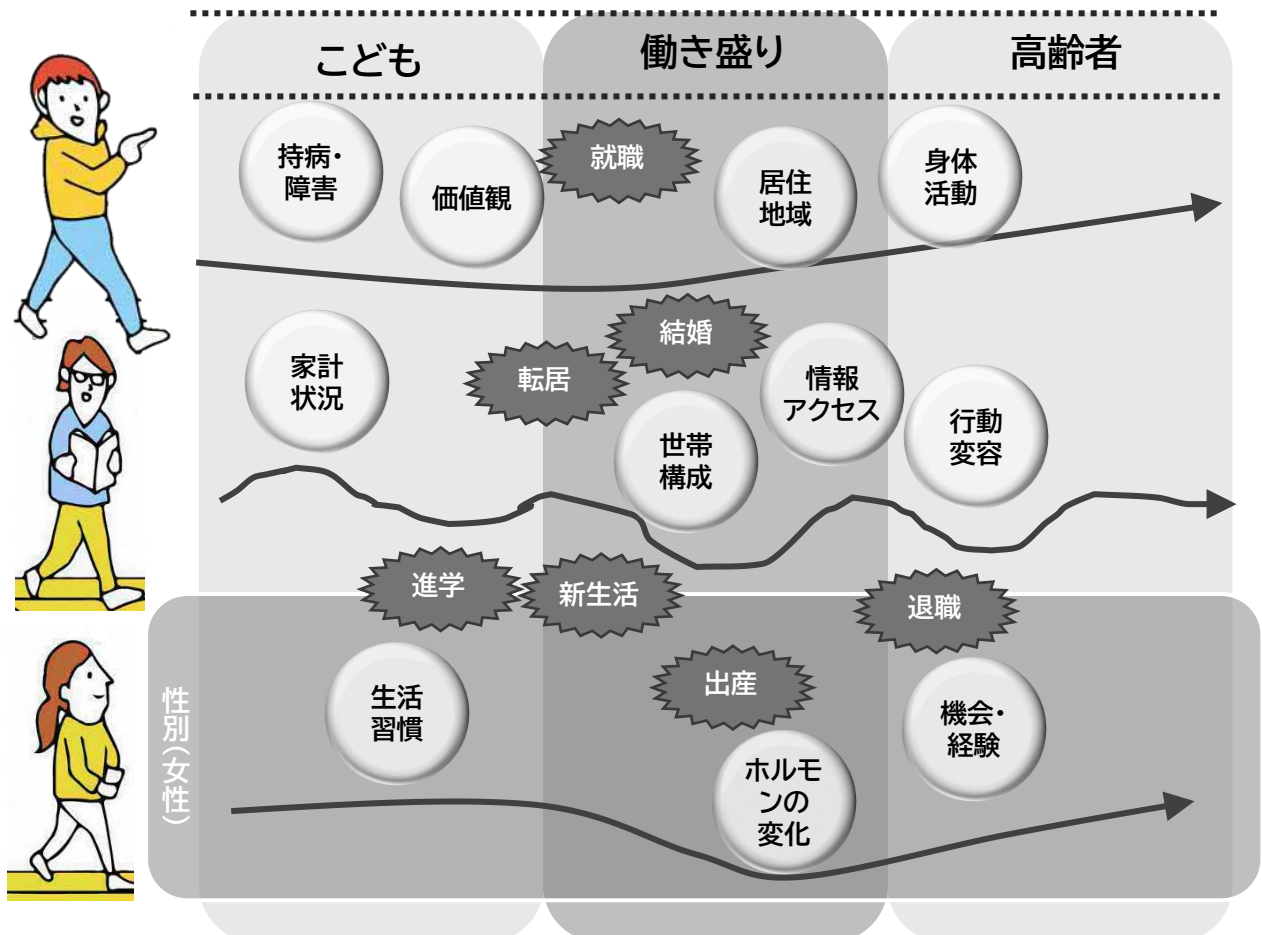 こども
働き盛り
高齢者
持病・
障害
価値観
就職
居住
地域
身体
活動
家計
状況
転居
結婚
世帯
構成
情報
アクセス
行動
変容
進学
新生活
退職
性別(女性)
生活
習慣
出産
ホルモ
ンの
変化
機会・
経験